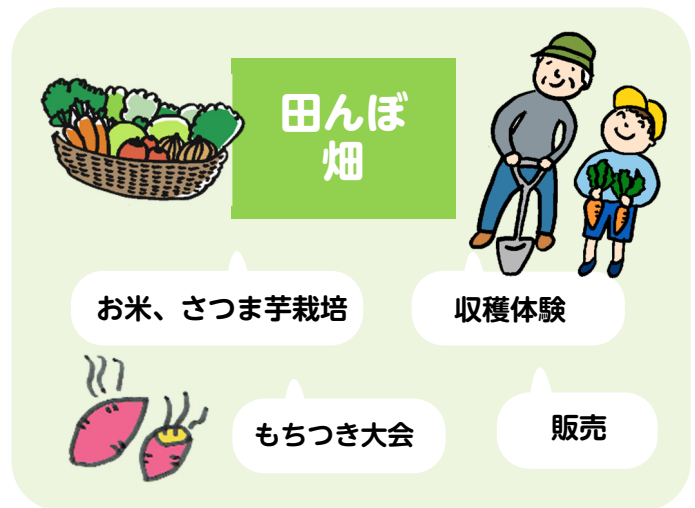 田んぼ
畑
お米、さつま芋栽培
収穫体験
もちつき大会
販売